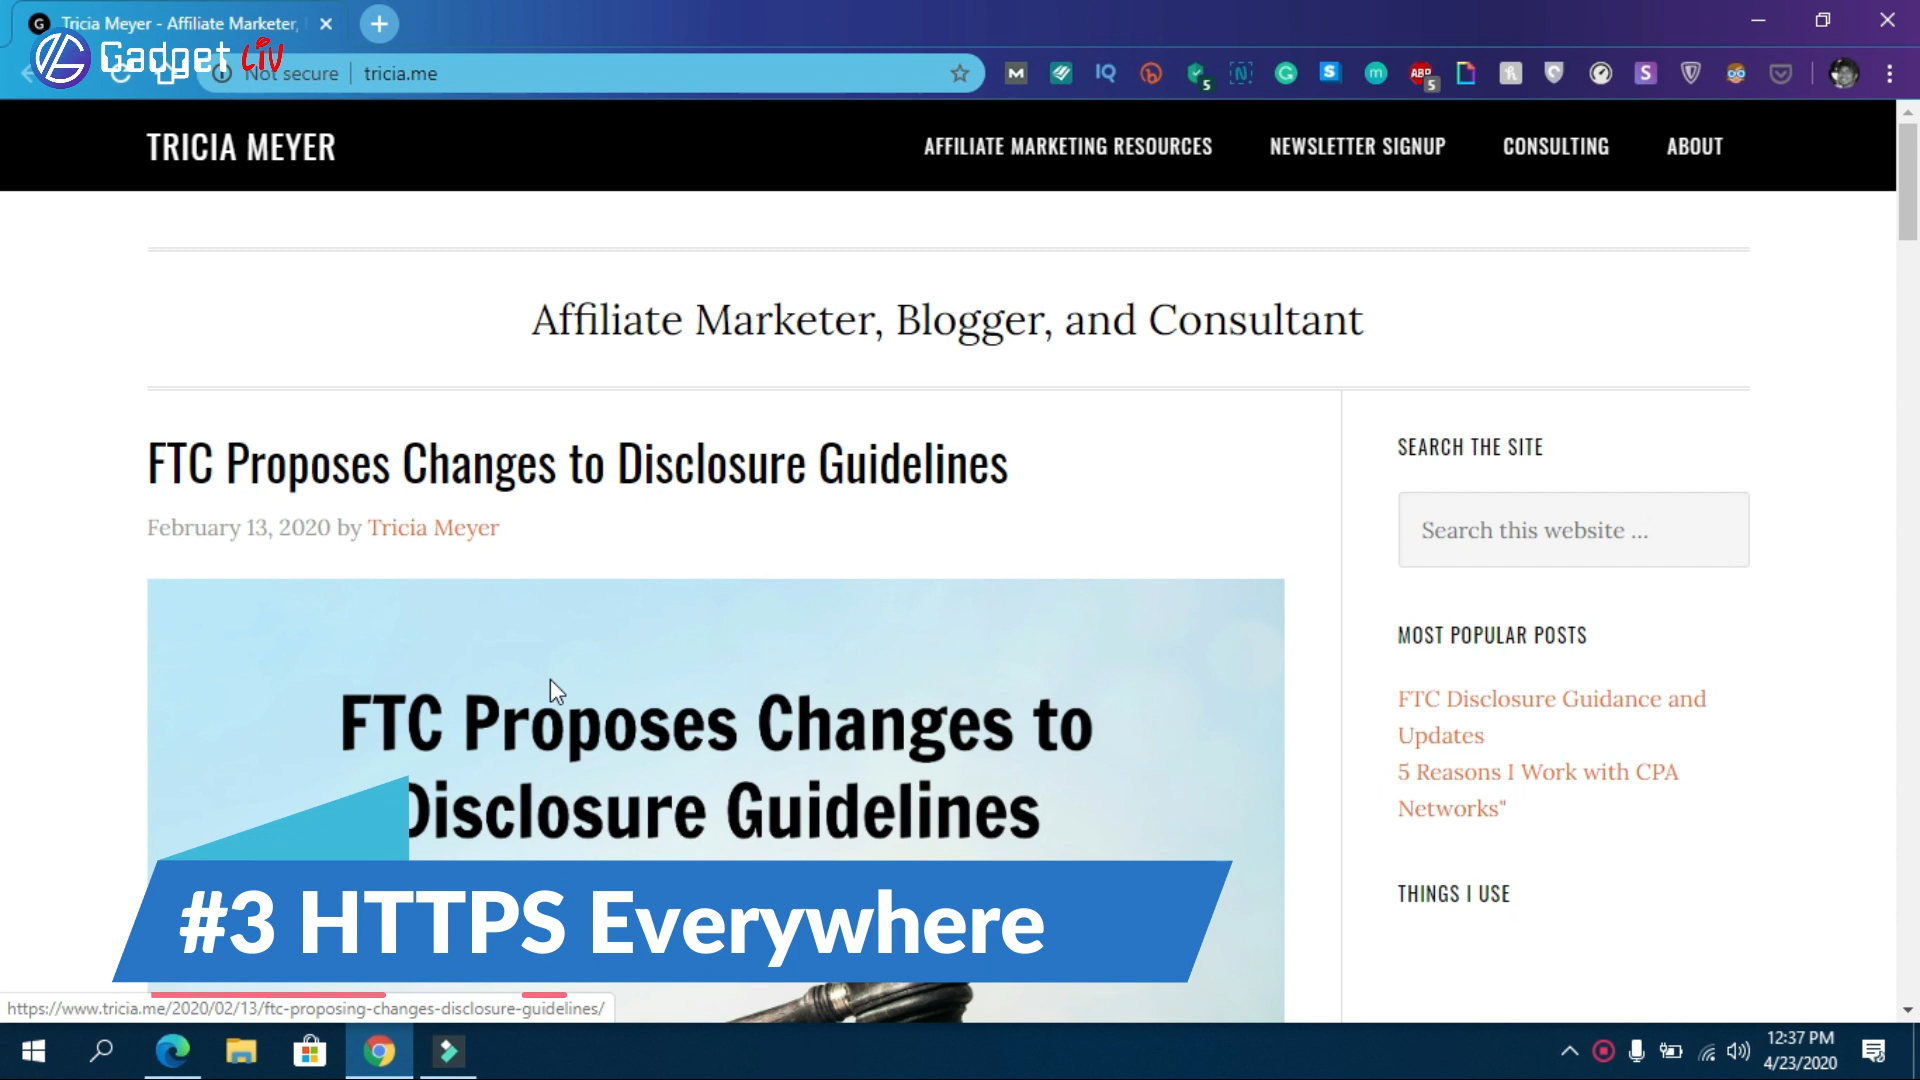 Tricia Meyer - Affiliate Marketer,
Gadget Liv
Not secure
tricia.me
TRICIA MEYER
AFFILIATE MARKETING RESOURCES
NEWSLETTER SIGNUP
CONSULTING
ABOUT
Affiliate Marketer, Blogger, and Consultant
FTC Proposes Changes to Disclosure Guidelines
February 13, 2020 by Tricia Meyer
FTC Proposes Changes to
Disclosure Guidelines
SEARCH THE SITE
Search this website ...
MOST POPULAR POSTS
FTC Disclosure Guidance and
Updates
5 Reasons I Work with CPA
Networks"
THINGS I USE
#3 HTTPS Everywhere
https://www.tricia.me/2020/02/13/ftc-proposing-changes-disclosure-guidelines/
12:37 PM
4/23/2020